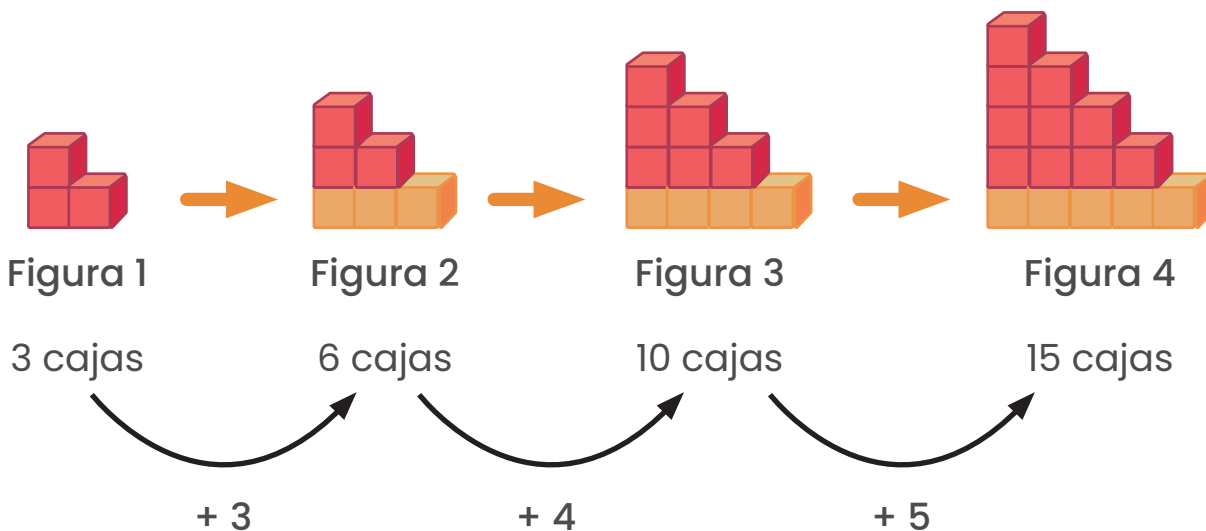 Figura 1
Figura 2
Figura 3
Figura 4
3 cajas
6 cajas
10 cajas
15 cajas
+ 3
+ 4
+ 5